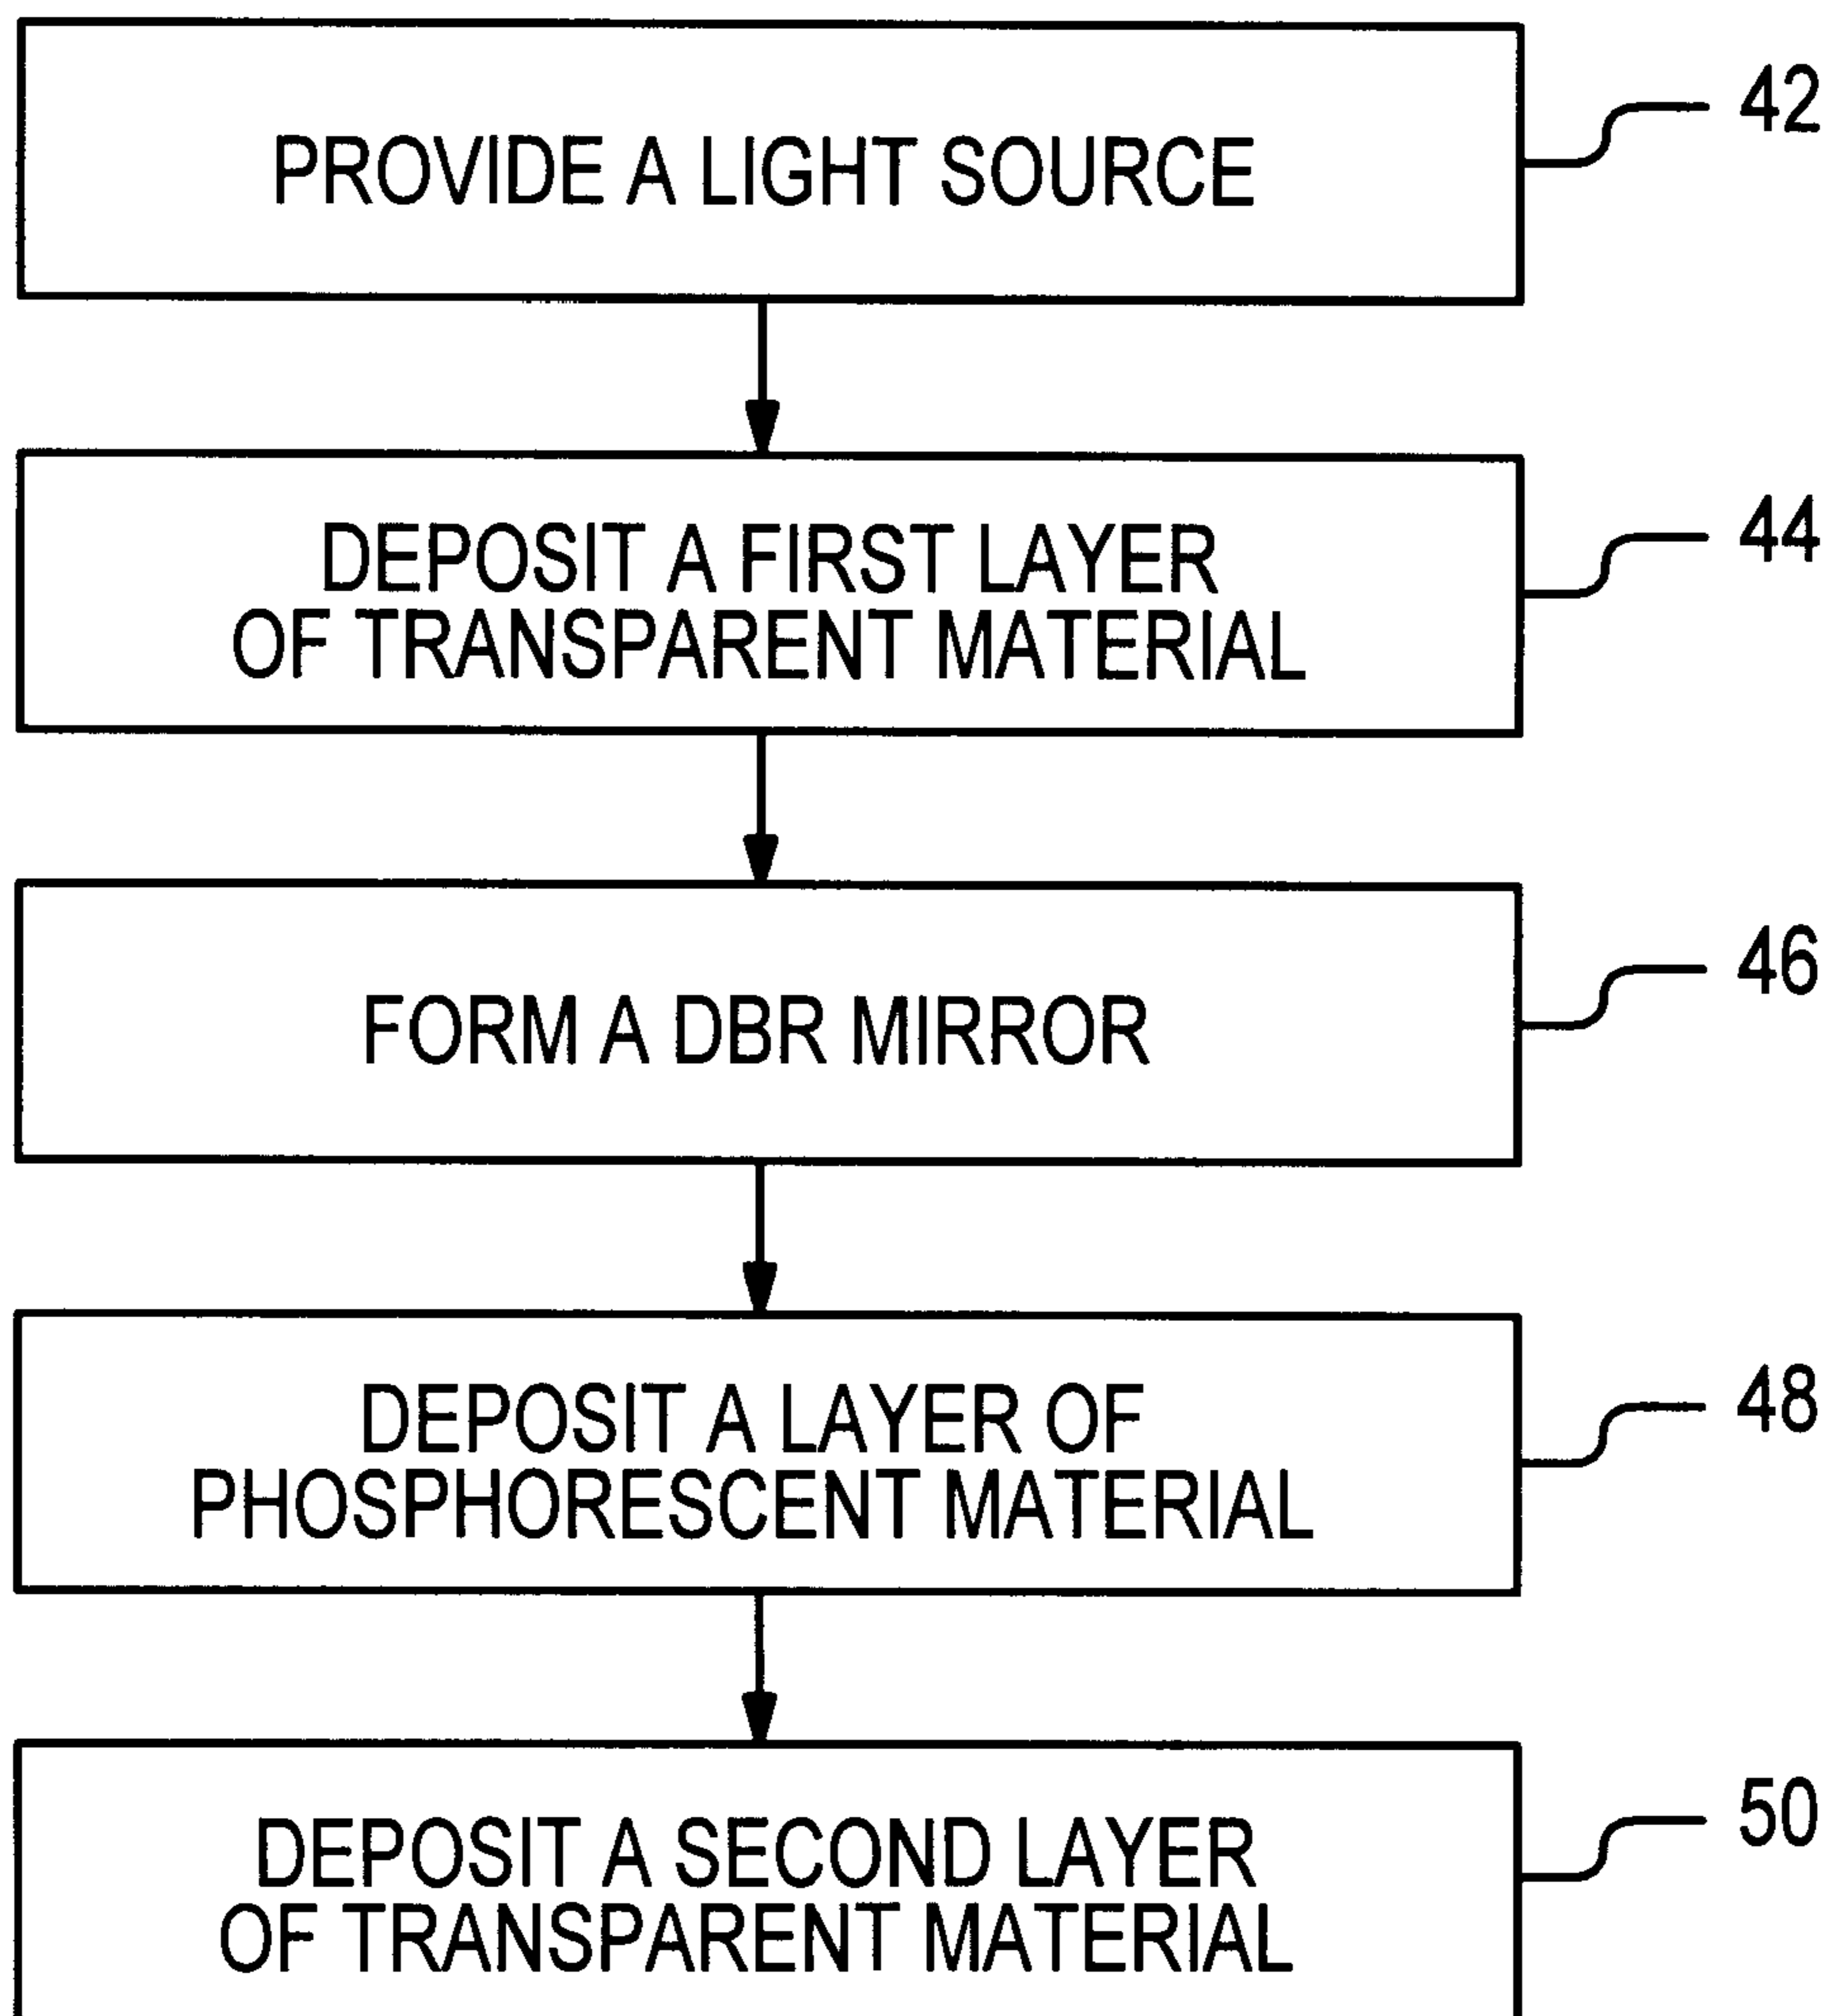 PROVIDE A LIGHT SOURCE
42
DEPOSIT A FIRST LAYER
OF TRANSPARENT MATERIAL
44
FORM A DBR MIRROR
46
DEPOSIT A LAYER OF
PHOSPHORESCENT MATERIAL
48
DEPOSIT A SECOND LAYER
OF TRANSPARENT MATERIAL
50